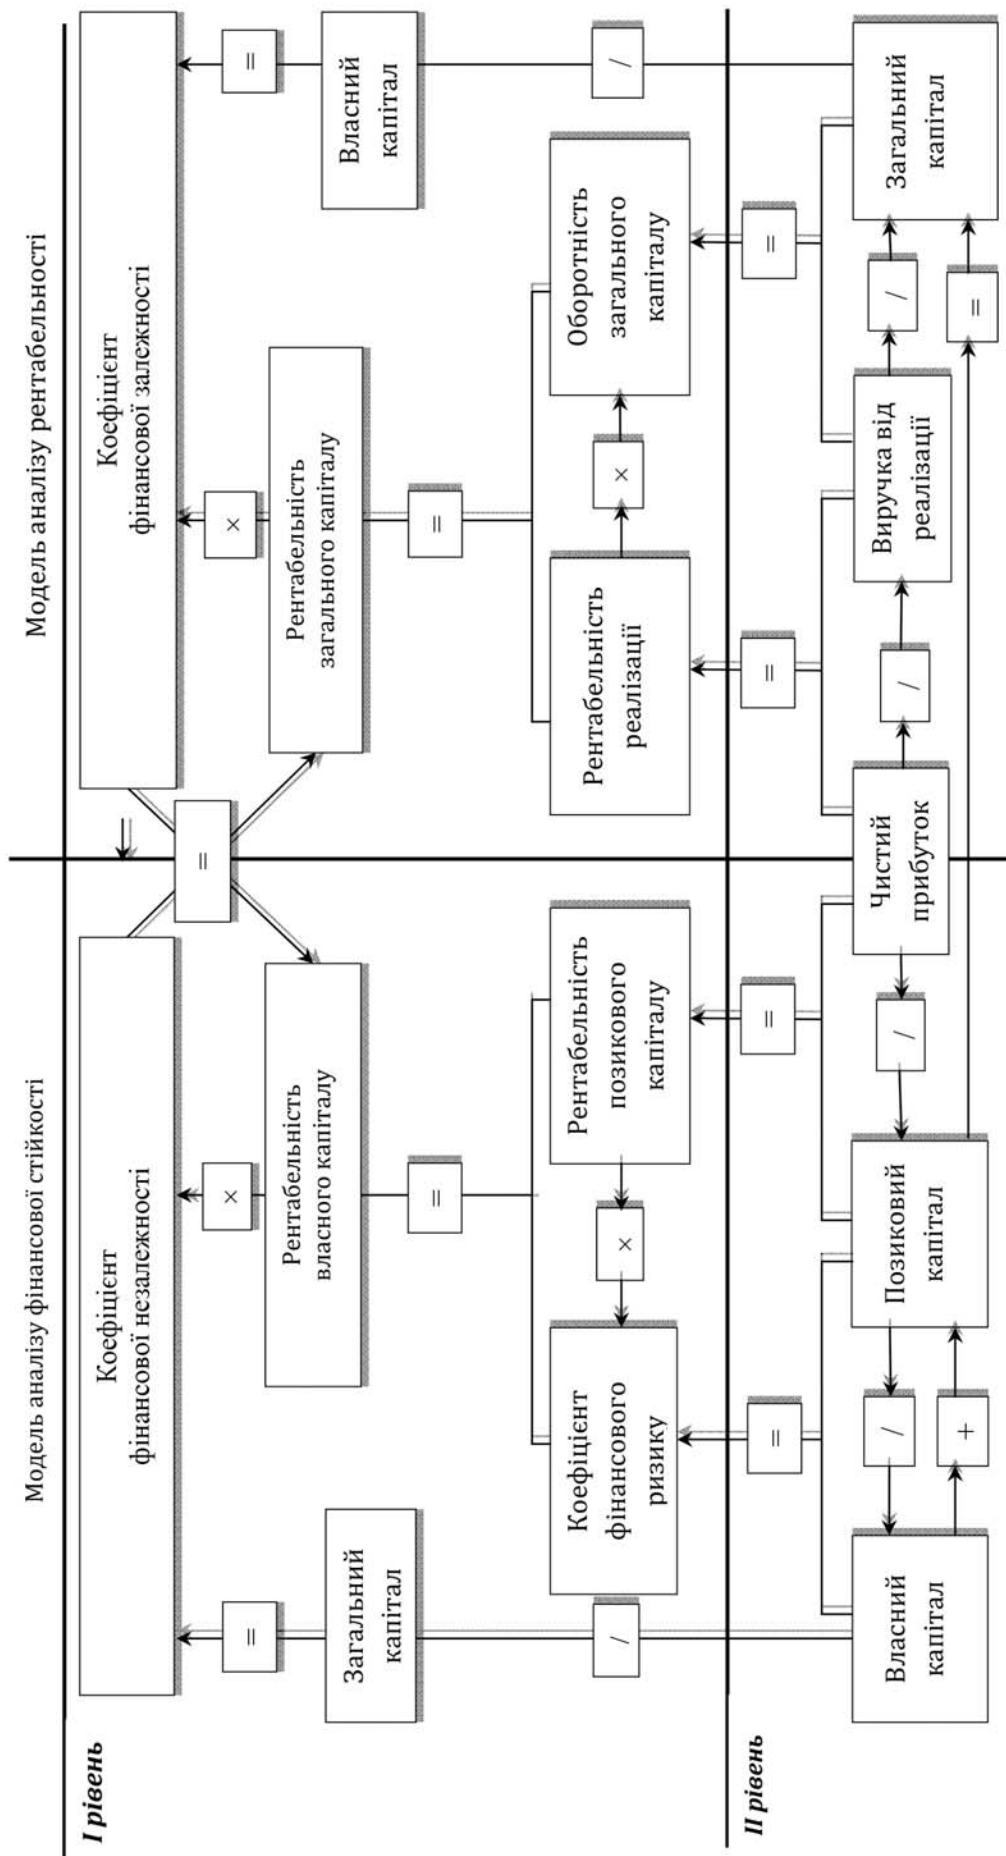 Модель аналізу фінансової стійкості
Модель аналізу рентабельності
І рівень
Коефіцієнт
фінансової незалежності
Коефіцієнт
фінансової залежності
=
×
=
×
=
Загальний
капітал
Рентабельність
власного капіталу
Рентабельність
загального капіталу
Власний
капітал
=
=
/
Коефіцієнт
фінансового
ризику
×
Рентабельність
позикового
капіталу
Рентабельність
реалізації
×
Оборотність
загального
капіталу
/
ІІ рівень
=
=
=
=
Власний
капітал
/
+
Позиковий
капітал
/
Чистий
прибуток
/
Виручка від
реалізації
/
=
Загальний
капітал